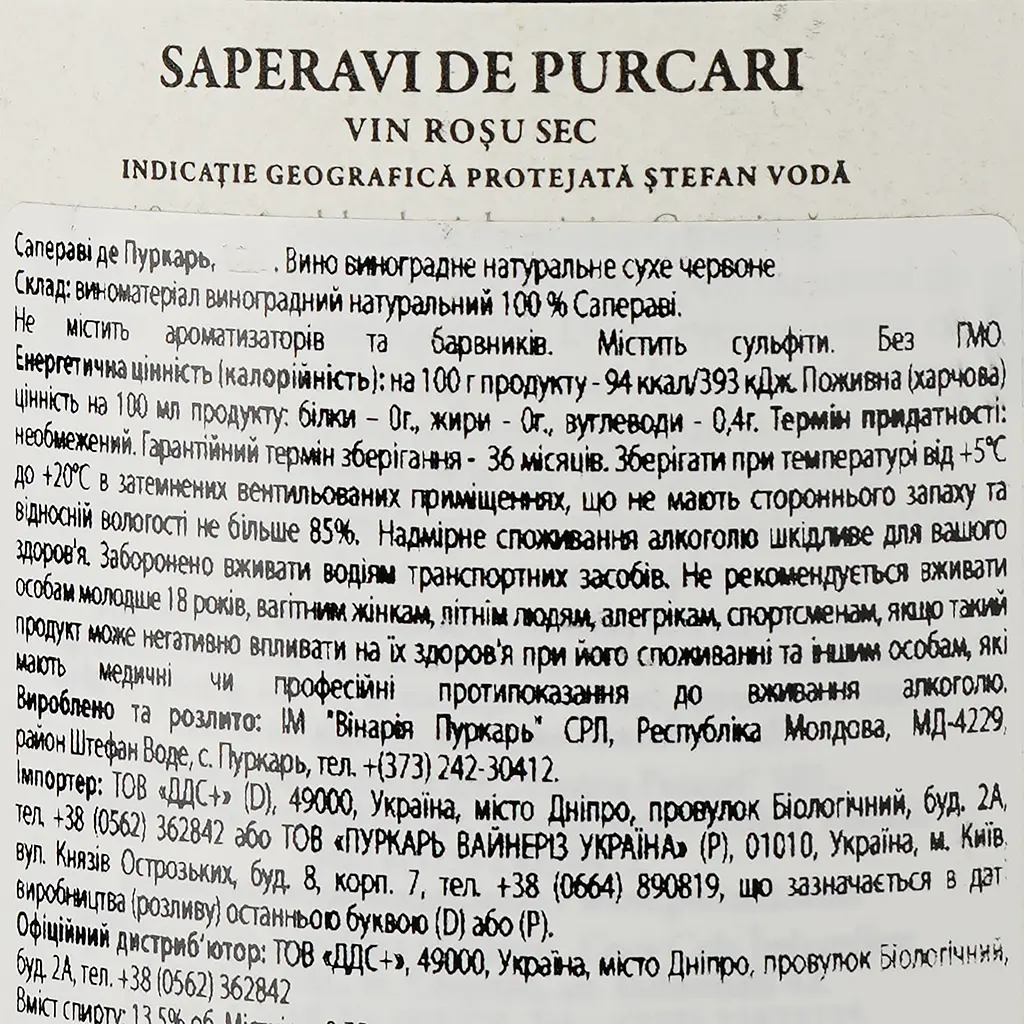 SAPERAVI DE PURCARI
VIN ROȘU SEC
INDICAȚIE GEOGRAFICĂ PROTEJATĂ ȘTEFAN VODĂ
Сапераві де Пуркарь, . Вино виноградне натуральне сухе червоне
Склад: виноматеріал виноградний натуральний 100 % Сапераві.
Не містить ароматизаторів та барвників. Містить сульфіти. Без ГМО
Енергетична цінність (калорійність): на 100 г продукту - 94 ккал/393 кДж. Поживна (харчова)
цінність на 100 мл продукту: білки – 0г., жири - 0г., вуглеводи - 0,4г. Термін придатності:
необмежений. Гарантійний термін зберігання - 36 місяців. Зберігати при температурі від +5°С
до +20°С в затемнених вентильованих приміщеннях, що не мають стороннього запаху та
відносній вологості не більше 85%. Надмірне споживання алкоголю шкідливе для вашого
здоров'я. Заборонено вживати водіям транспортних засобів. Не рекомендується вживати
особам молодше 18 років, вагітним жінкам, літнім людям, алегрікам, спортсменам, якщо такий
продукт може негативно впливати на їх здоров'я при його споживанні та іншим особам, які
мають медичні чи професійні протипоказання до вживання алкоголю.
Вироблено та розлито: ІМ "Вінарія Пуркарь" СРЛ, Республіка Молдова, МД-4229,
район Штефан Воде, с. Пуркарь, тел. +(373) 242-30412.
Імпортер: ТОВ «ДДС+» (D), 49000, Україна, місто Дніпро, провулок Біологічний, буд. 2А,
тел. +38 (0562) 362842 або ТОВ «ПУРКАРЬ ВАЙНЕРІЗ УКРАЇНА» (Р), 01010, Україна, м. Київ,
вул. Князів Острозьких, буд. 8, корп. 7, тел. +38 (0664) 890819, що зазначається в дат
виробництва (розливу) останньою буквою (D) або (Р).
Офіційний дистриб'ютор: ТОВ «ДДС+», 49000, Україна, місто Дніпро, провулок Біологічний,
буд. 2А, тел. +38 (0562) 362842
Вміст спирту: 13,5% об.